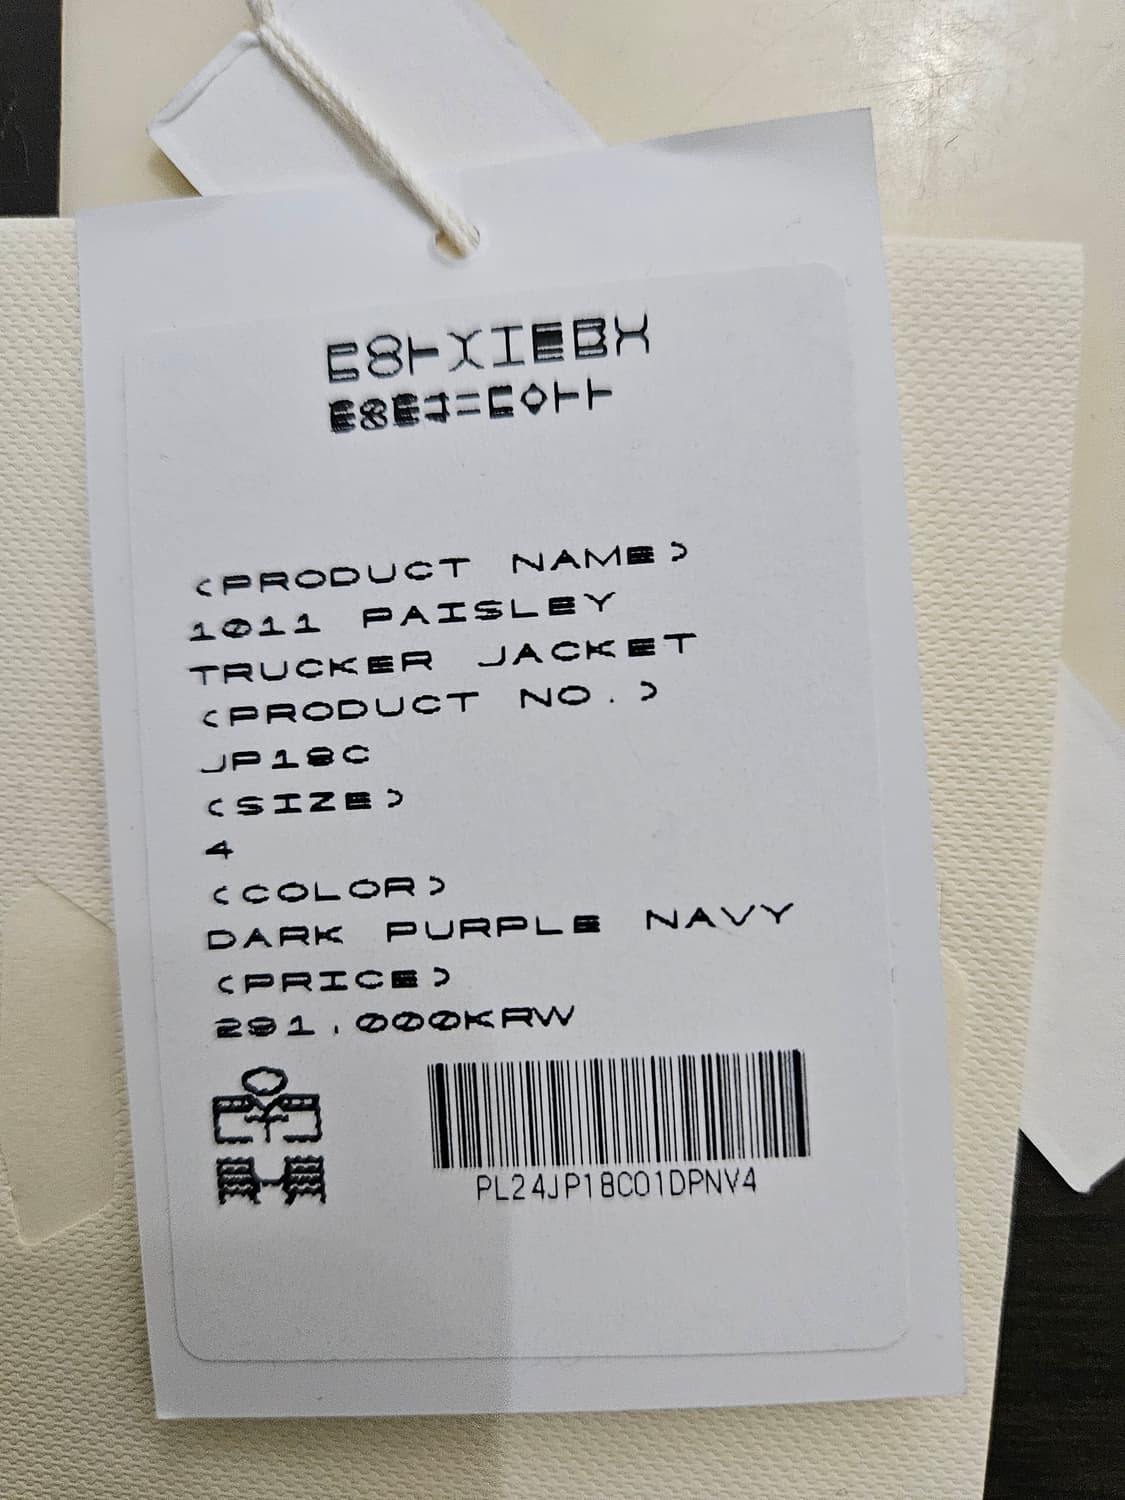 <PRODUCT NAME>
1011 PAISLEY
TRUCKER JACKET
<PRODUCT NO.>
JP18C
<SIZE>
4
<COLOR>
DARK PURPLE NAVY
<PRICE>
291,000KRW
PL24JP18C01DPNV4